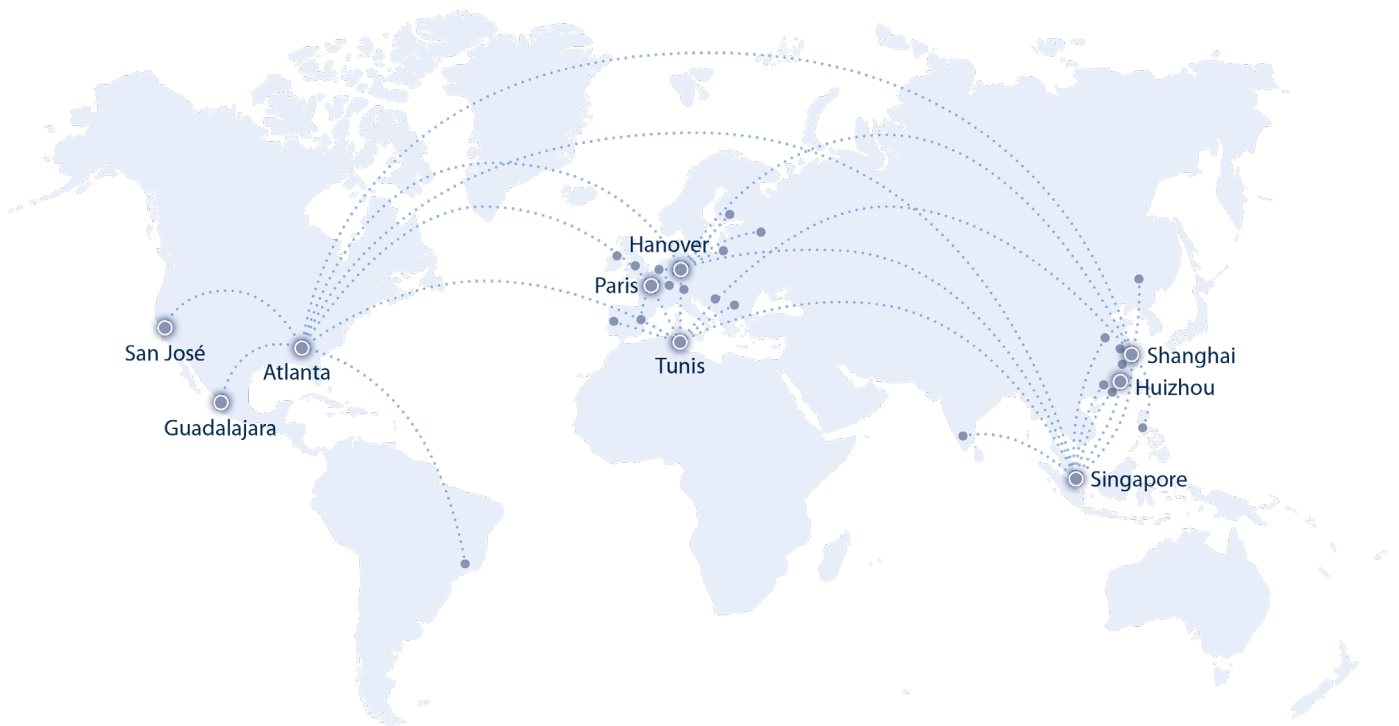 Hanover
Paris
San José
Atlanta
Tunis
Shanghai
Huizhou
Guadalajara
Singapore